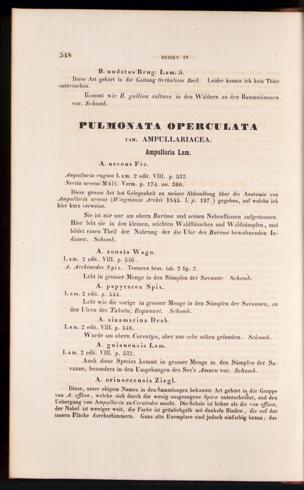 548
REISEN IN
B. undatus Brug. Lam. 5.
Diese Art gehört in die Gattung Orthalicus Beck. Leider konnte ich kein Thier
untersuchen.
Kommt wie B. gallina sultana in den Wäldern an den Baumstämmen
vor. Schomb.
PULMONATA OPERCULATA
FAM. AMPULLARIACEA.
Ampullaria Lam.
A. urceus Fér.
Ampullaria rugosa Lam. 2 edit. VIII. p. 532.
Nerita urceus Müll. Verm. p. 174. no. 360.
Diese grosse Art hat Gelegenheit zu meiner Abhandlung über die Anatomie von
Ampullaria urceus (Wiegmanns Archiv 1845. I. p. 197.) gegeben, auf welche ich
hier kurz verweise.
Sie ist mir nur am obern Barima und seinen Nebenflüssen aufgestossen.
Hier lebt sie in den kleinen, seichten Waldflüsschen und Waldsümpfen, und
bildet einen Theil der Nahrung der die Ufer des Barima bewohnenden In-
dianer. Schomb.
A. zonata Wagn.
Lam. 2 edit. VIII. p. 546.
A. Archimedes Spix. Testacea bras. tab. 2 fig. 2.
Lebt in grosser Menge in den Sümpfen der Savanne. Schomb.
A. papyracea Spix.
Lam. 2 edit. p. 544.
Lebt wie die vorige in grosser Menge in den Sümpfen der Savannen, an
den Ufern des Takutu, Rupununi. Schomb.
A. sinamarina Desh.
Lam. 2 edit. VIII. p. 548.
Wurde am obern Corentyn, aber nur sehr selten gefunden. Schomb.
A. guianensis Lam.
Lam. 2 edit. VIII. p. 532.
Auch diese Species kommt in grosser Menge in den Sümpfen der Sa-
vanne, besonders in den Umgebungen des See's Amucu vor. Schomb.
A. orinoccensis Ziegl.
Diese, unter obigem Namen in den Sammlungen bekannte Art gehört in die Gruppe
von A. effusa, welche sich durch die wenig ausgezogene Spira unterscheidet, und den
Uebergang von Ampullaria zu Ceratodes macht. Die Schale ist höher als die von effusa,
der Nabel ist weniger weit, die Farbe ist grünlichgelb mit dunkeln Binden, die auf der
innern Fläche durchschimmern. Ganz alte Exemplare sind jedoch einfarbig braun; das